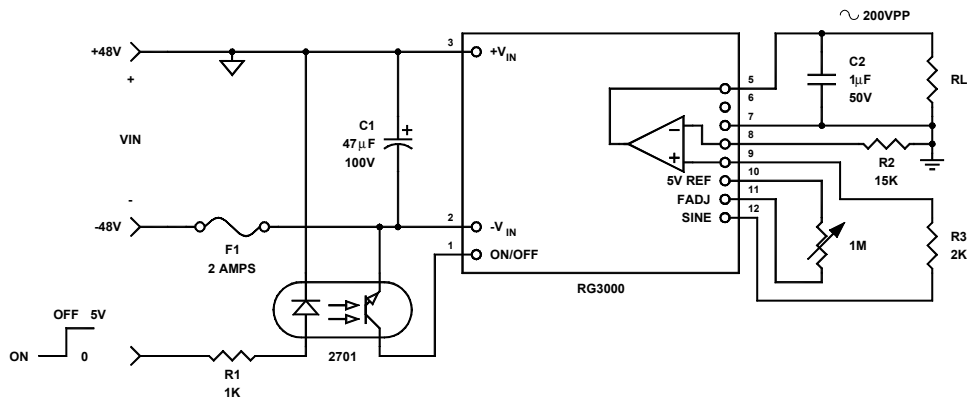 200VPP
+48V
+
VIN
-
-48V
F1
2 AMPS
C1
47µF
100V
+
3
+VIN
2
-VIN
1
ON/OFF
RG3000
5
6
7
8
9
10
11
12
−
+
5V REF
FADJ
SINE
C2
1µF
50V
RL
R2
15K
1M
R3
2K
OFF 5V
ON 0
R1
1K
2701